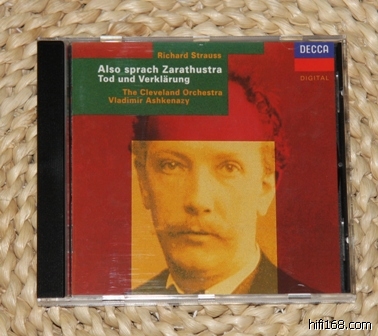 Richard Strauss
Also sprach Zarathustra
Tod und Verklärung
The Cleveland Orchestra
Vladimir Ashkenazy
DECCA
DIGITAL
hifi168.com